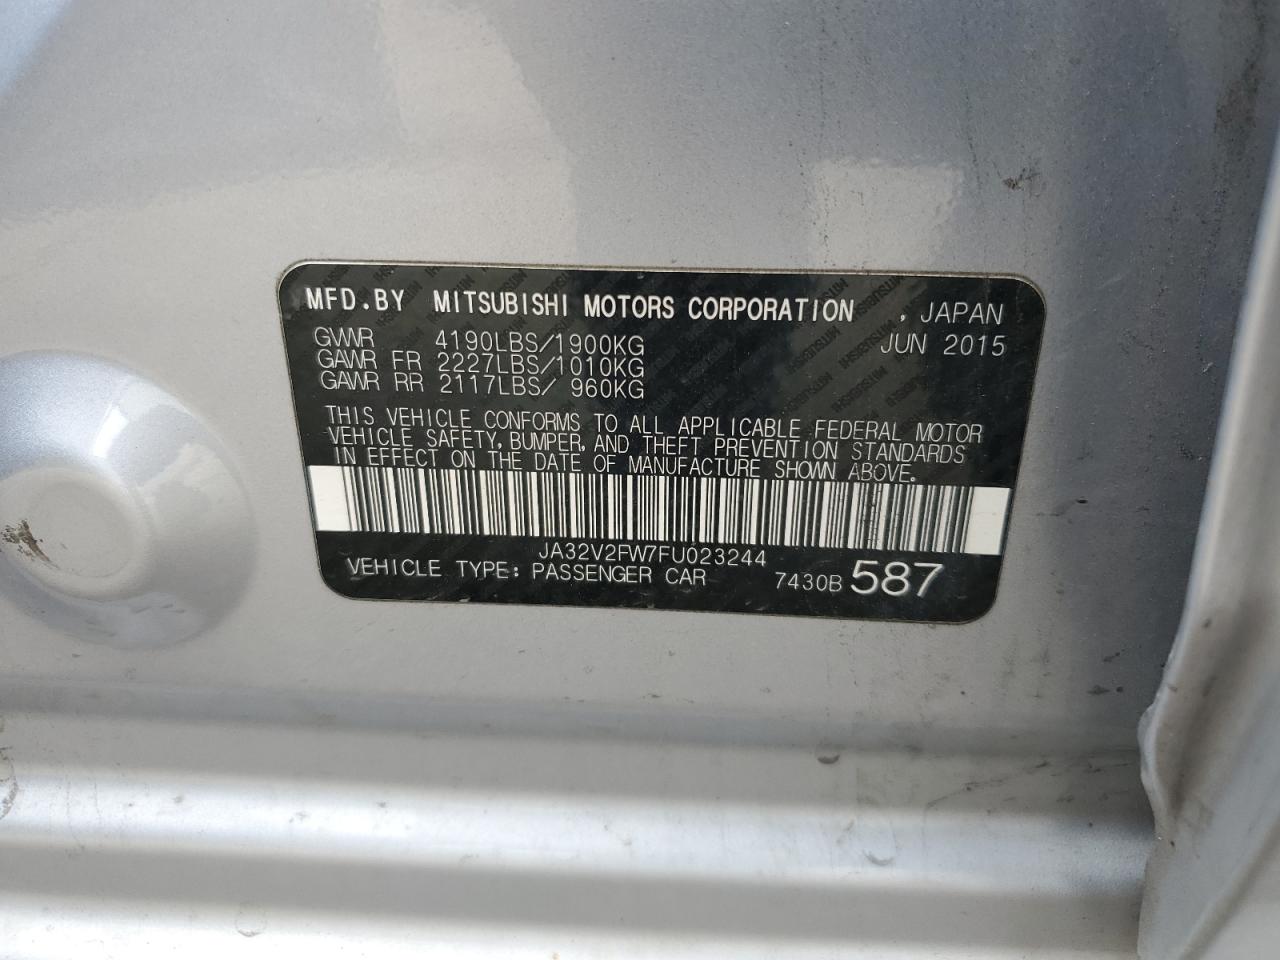 MFD.BY MITSUBISHI MOTORS CORPORATION , JAPAN
GVWR 4190LBS/1900KG JUN 2015
GAWR FR 2227LBS/1010KG
GAWR RR 2117LBS/ 960KG
THIS VEHICLE CONFORMS TO ALL APPLICABLE FEDERAL MOTOR
VEHICLE SAFETY, BUMPER, AND THEFT PREVENTION STANDARDS
IN EFFECT ON THE DATE OF MANUFACTURE SHOWN ABOVE.
JA32V2FW7FU023244
VEHICLE TYPE: PASSENGER CAR 7430B 587